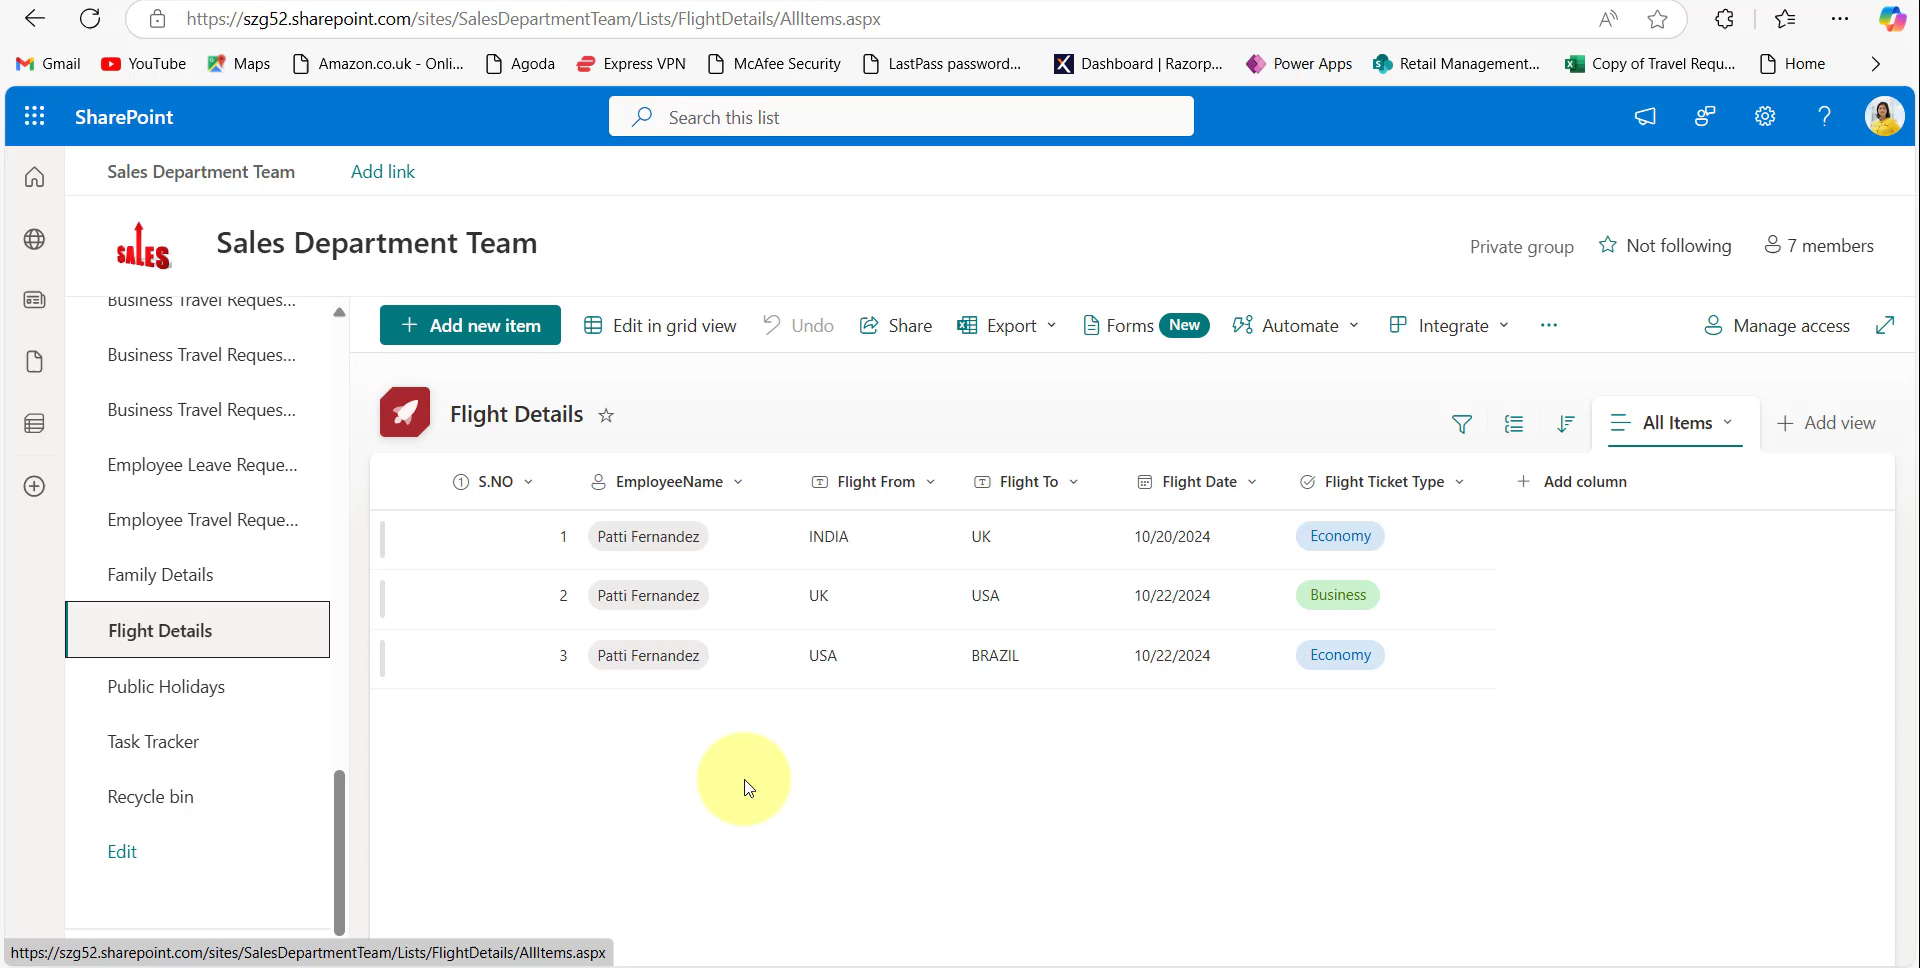 https://szg52.sharepoint.com/sites/SalesDepartmentTeam/Lists/FlightDetails/AllItems.aspx
Gmail YouTube Maps Amazon.co.uk - Onli... Agoda Express VPN McAfee Security LastPass password... Dashboard | Razorp... Power Apps Retail Management... Copy of Travel Requ... Home
SharePoint
Search this list
Sales Department Team
Add link
SALES
Sales Department Team
Private group
Not following
7 members
Business Travel Reques...
Business Travel Reques...
Business Travel Reques...
Employee Leave Reque...
Employee Travel Reque...
Family Details
Flight Details
Public Holidays
Task Tracker
Recycle bin
Edit
Add new item Edit in grid view Undo Share Export Forms New Automate Integrate ... Manage access
Flight Details
All Items
Add view
S.NO EmployeeName Flight From Flight To Flight Date Flight Ticket Type Add column
1 Patti Fernandez INDIA UK 10/20/2024 Economy
2 Patti Fernandez UK USA 10/22/2024 Business
3 Patti Fernandez USA BRAZIL 10/22/2024 Economy
https://szg52.sharepoint.com/sites/SalesDepartmentTeam/Lists/FlightDetails/AllItems.aspx